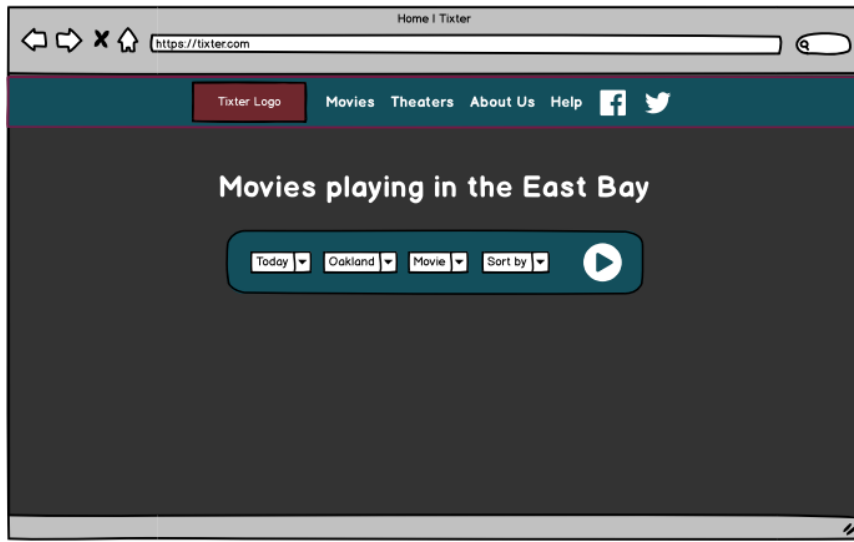 Home | Tixter
https://tixter.com
Tixter Logo Movies Theaters About Us Help
Movies playing in the East Bay
Today Oakland Movie Sort by